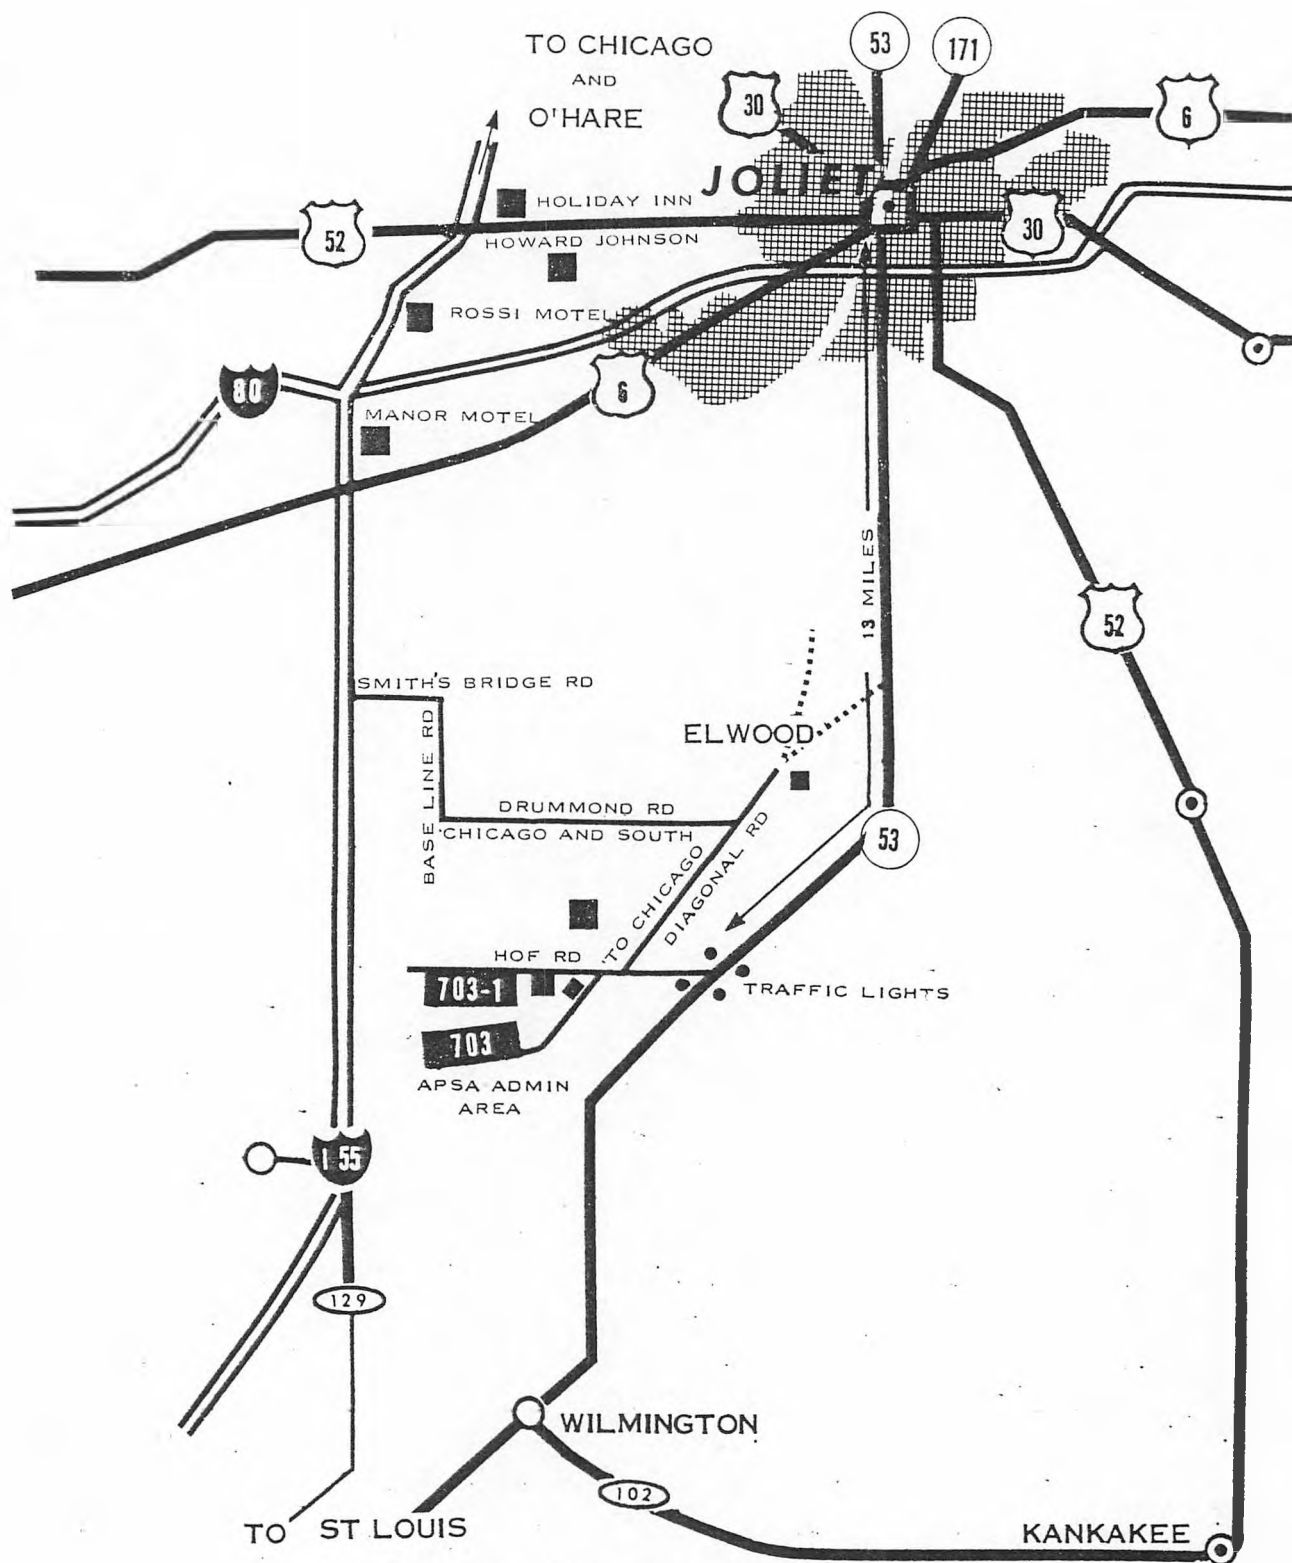 TO CHICAGO
AND
O'HARE
53
171
30
6
JOLIET
HOLIDAY INN
52
HOWARD JOHNSON
30
ROSSI MOTEL
80
6
MANOR MOTEL
13 MILES
52
SMITH'S BRIDGE RD
BASE LINE RD
ELWOOD
DRUMMOND RD
CHICAGO AND SOUTH
53
TO CHICAGO
DIAGONAL RD
HOF RD
703-1
TRAFFIC LIGHTS
703
APSA ADMIN
AREA
I 55
129
WILMINGTON
102
TO ST LOUIS
KANKAKEE